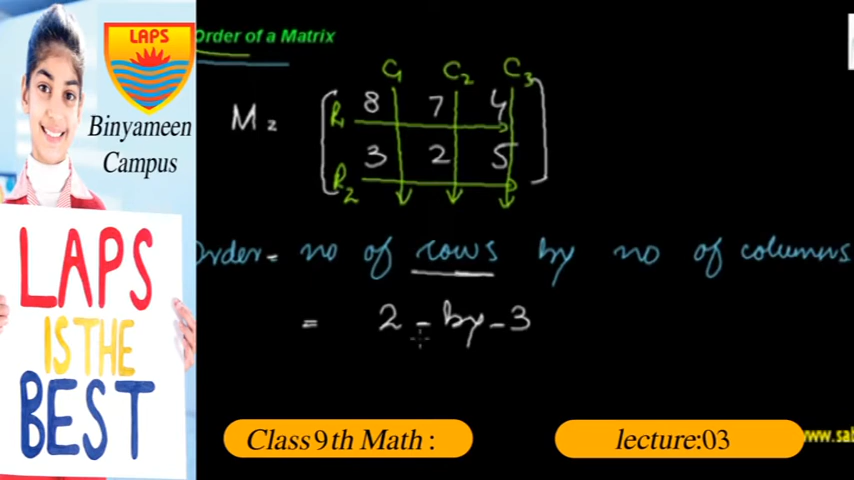 LAPS
Binyameen
Campus
LAPS
IS THE
BEST
Order of a Matrix
C1 C2 C3
M =
R1 8 7 4
R2 3 2 5
Order = no of rows by no of columns
= 2 - by - 3
Class 9th Math :
lecture:03
www.sab